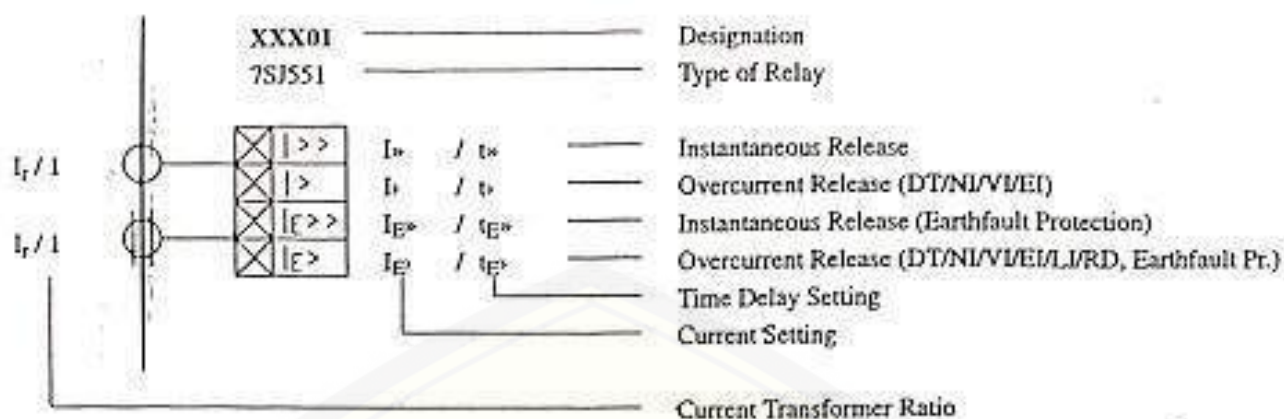 XXX01 Designation
7SJ551 Type of Relay
I>> I» / t» Instantaneous Release
Ir / 1 I> I› / t› Overcurrent Release (DT/NI/VI/EI)
IE>> IE» / tE» Instantaneous Release (Earthfault Protection)
Ir / 1 IE> IE› / tE› Overcurrent Release (DT/NI/VI/EI/LI/RD, Earthfault Pr.)
Time Delay Setting
Current Setting
Current Transformer Ratio